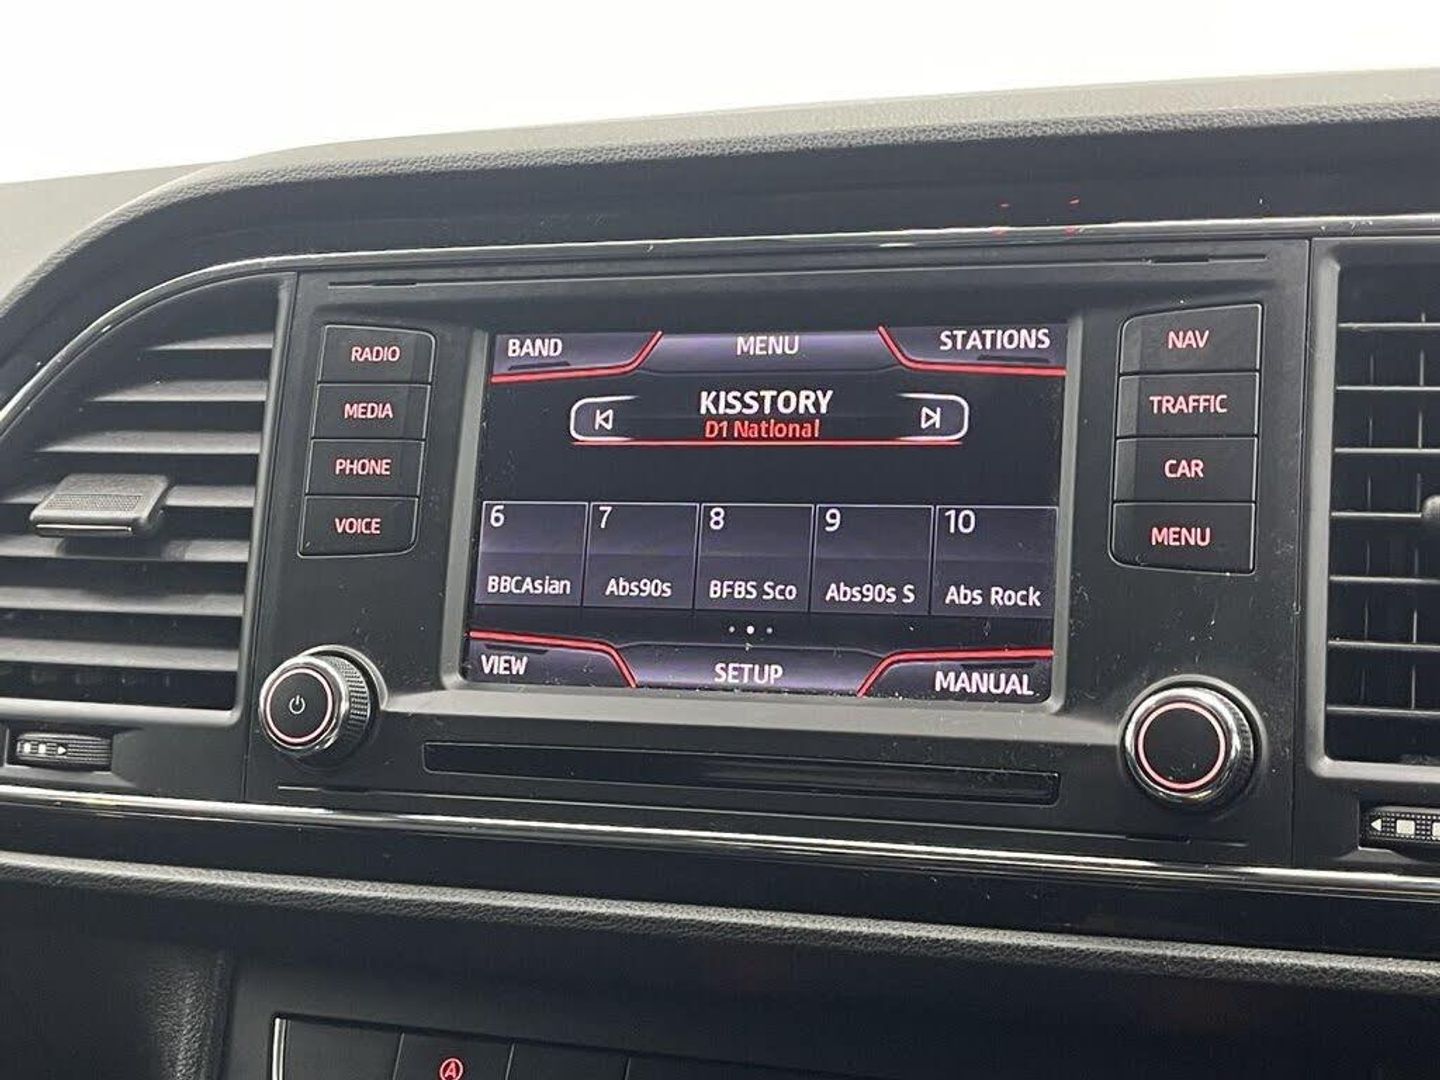 RADIO
MEDIA
PHONE
VOICE
BAND MENU STATIONS
KISSTORY
D1 National
6 7 8 9 10
BBCAsian Abs90s BFBS Sco Abs90s S Abs Rock
VIEW SETUP MANUAL
NAV
TRAFFIC
CAR
MENU
A